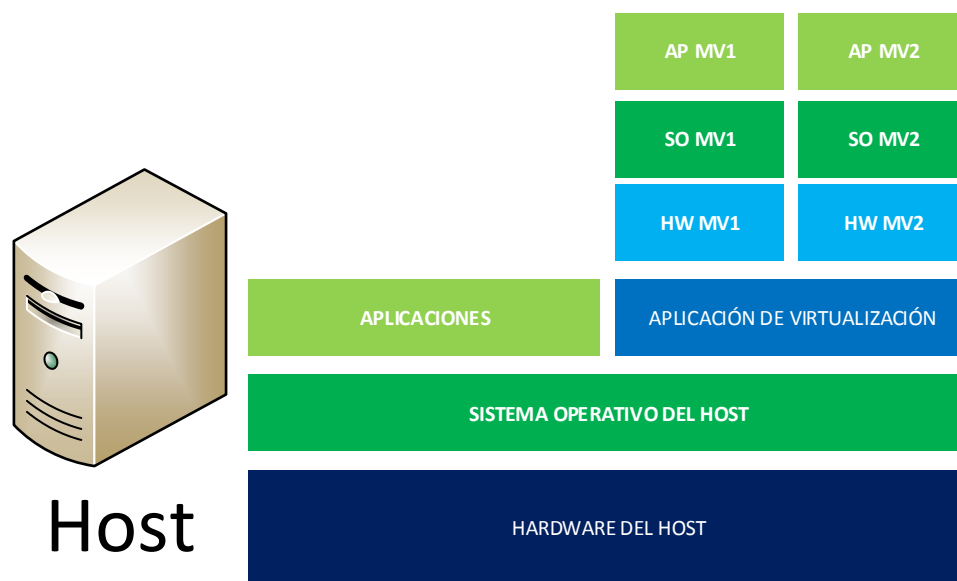 AP MV1
AP MV2
SO MV1
SO MV2
HW MV1
HW MV2
APLICACIONES
APLICACIÓN DE VIRTUALIZACIÓN
SISTEMA OPERATIVO DEL HOST
HARDWARE DEL HOST
Host